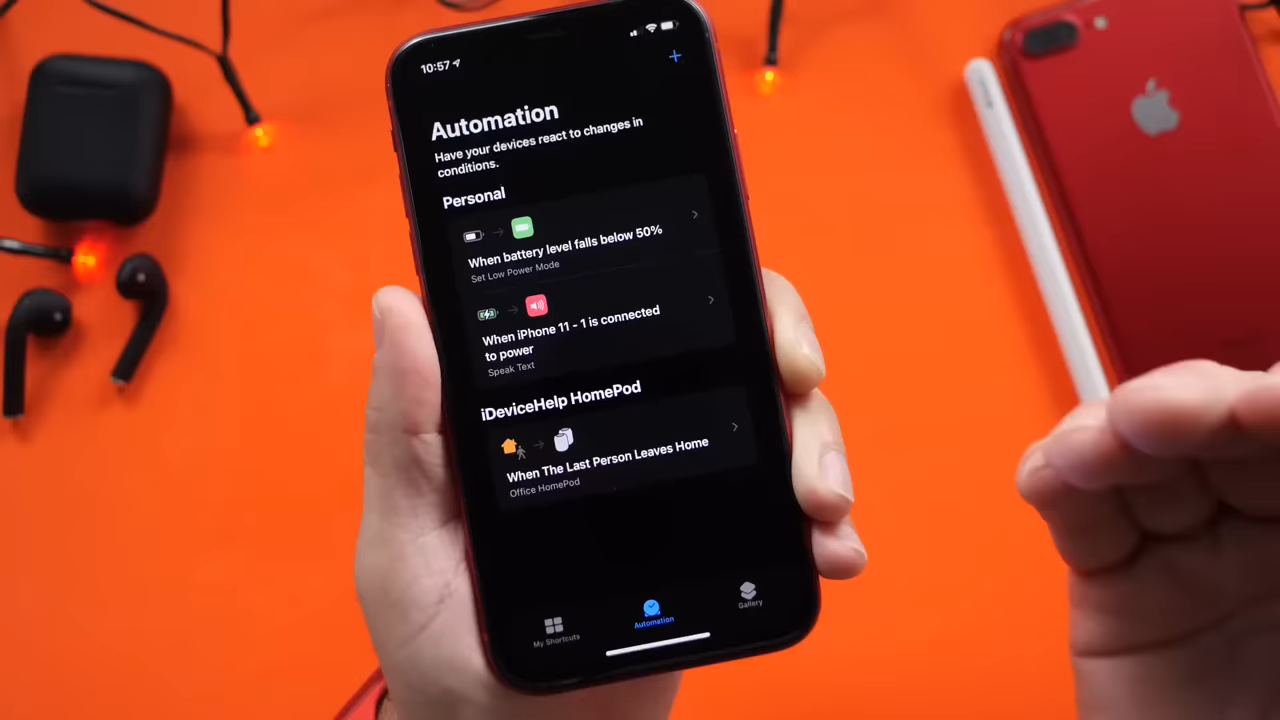 10:57
Automation
Have your devices react to changes in
conditions.
Personal
When battery level falls below 50%
Set Low Power Mode
When iPhone 11 - 1 is connected
to power
Speak Text
iDeviceHelp HomePod
When The Last Person Leaves Home
Office HomePod
My Shortcuts
Automation
Gallery